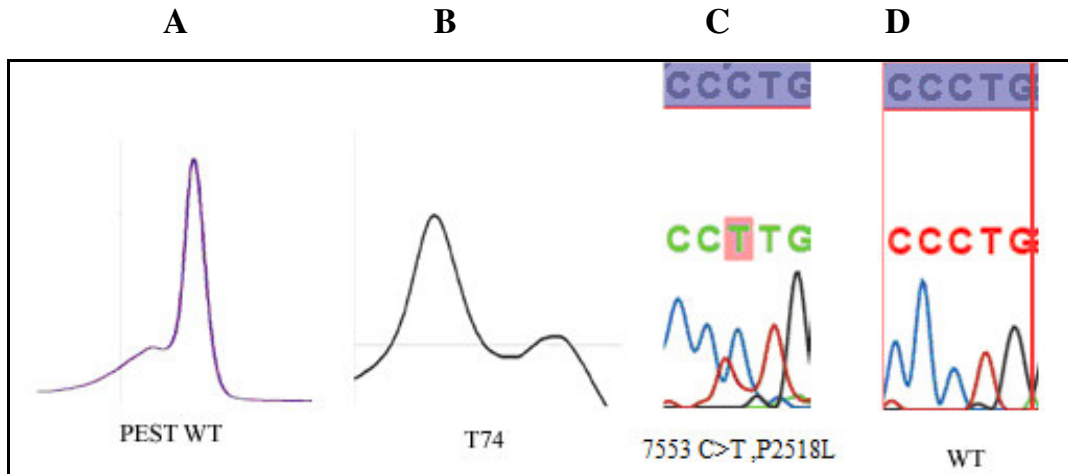 A B C D
CCCTG CCCTG
CCTTG CCCTG
PEST WT T74 7553 C>T ,P2518L WT